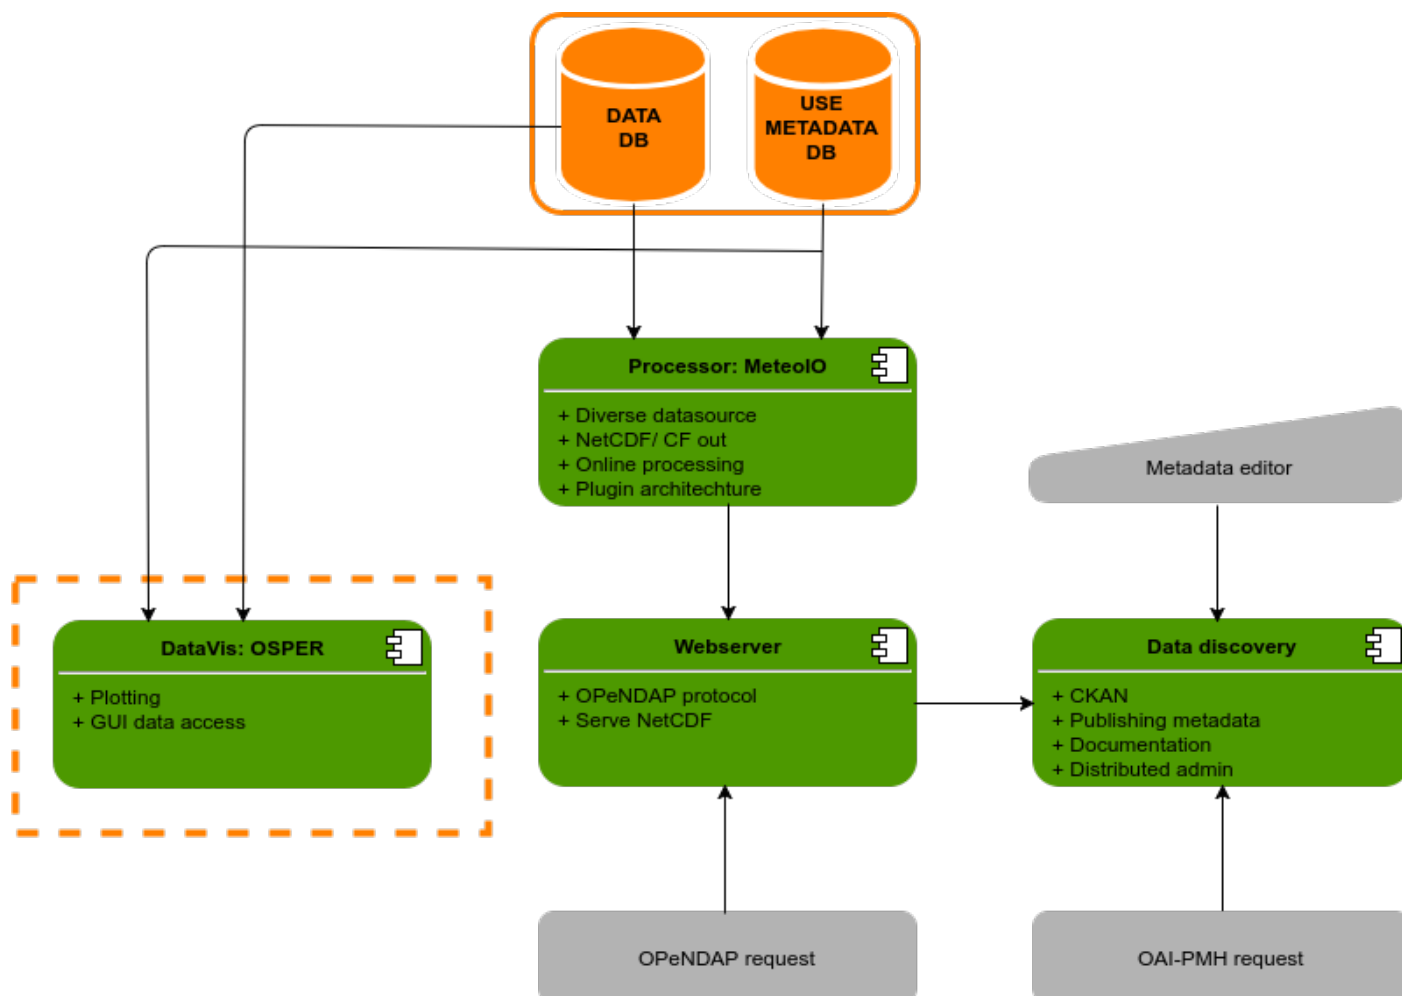 DATA
DB
USE
METADATA
DB
Processor: MeteoIO
+ Diverse datasource
+ NetCDF/ CF out
+ Online processing
+ Plugin architechture
Metadata editor
DataVis: OSPER
+ Plotting
+ GUI data access
Webserver
+ OPeNDAP protocol
+ Serve NetCDF
Data discovery
+ CKAN
+ Publishing metadata
+ Documentation
+ Distributed admin
OPeNDAP request
OAI-PMH request